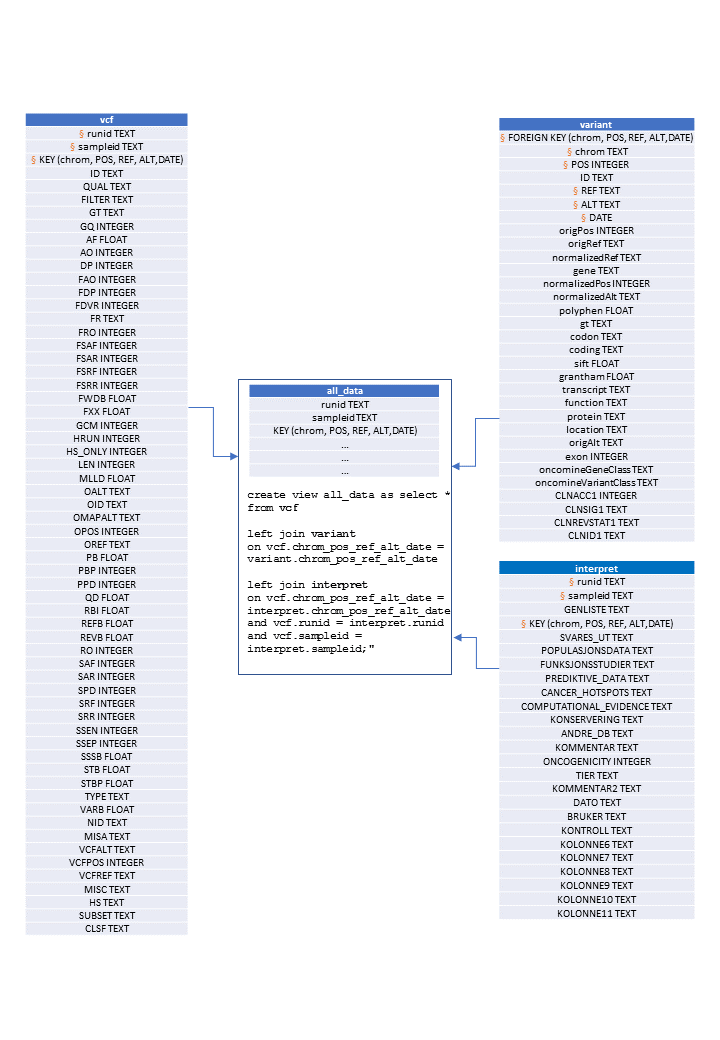 vcf
§ runid TEXT
§ sampleid TEXT
§ KEY (chrom, POS, REF, ALT,DATE)
ID TEXT
QUAL TEXT
FILTER TEXT
GT TEXT
GQ INTEGER
AF FLOAT
AO INTEGER
DP INTEGER
FAO INTEGER
FDP INTEGER
FDVR INTEGER
FR TEXT
FRO INTEGER
FSAF INTEGER
FSAR INTEGER
FSRF INTEGER
FSRR INTEGER
FWDB FLOAT
FXX FLOAT
GCM INTEGER
HRUN INTEGER
HS_ONLY INTEGER
LEN INTEGER
MLLD FLOAT
OALT TEXT
OID TEXT
OMAPALT TEXT
OPOS INTEGER
OREF TEXT
PB FLOAT
PBP INTEGER
PPD INTEGER
QD FLOAT
RBI FLOAT
REFB FLOAT
REVB FLOAT
RO INTEGER
SAF INTEGER
SAR INTEGER
SPD INTEGER
SRF INTEGER
SRR INTEGER
SSEN INTEGER
SSEP INTEGER
SSSB FLOAT
STB FLOAT
STBP FLOAT
TYPE TEXT
VARB FLOAT
NID TEXT
MISA TEXT
VCFALT TEXT
VCFPOS INTEGER
VCFREF TEXT
MISC TEXT
HS TEXT
SUBSET TEXT
CLSF TEXT
all_data
runid TEXT
sampleid TEXT
KEY (chrom, POS, REF, ALT,DATE)
...
...
...
create view all_data as select *
from vcf
left join variant
on vcf.chrom_pos_ref_alt_date =
variant.chrom_pos_ref_alt_date
left join interpret
on vcf.chrom_pos_ref_alt_date =
interpret.chrom_pos_ref_alt_date
and vcf.runid = interpret.runid
and vcf.sampleid =
interpret.sampleid;"
variant
§ FOREIGN KEY (chrom, POS, REF, ALT,DATE)
§ chrom TEXT
§ POS INTEGER
ID TEXT
§ REF TEXT
§ ALT TEXT
§ DATE
origPos INTEGER
origRef TEXT
normalizedRef TEXT
gene TEXT
normalizedPos INTEGER
normalizedAlt TEXT
polyphen FLOAT
gt TEXT
codon TEXT
coding TEXT
sift FLOAT
grantham FLOAT
transcript TEXT
function TEXT
protein TEXT
location TEXT
origAlt TEXT
exon INTEGER
oncomineGeneClass TEXT
oncomineVariantClass TEXT
CLNACC1 INTEGER
CLNSIG1 TEXT
CLNREVSTAT1 TEXT
CLNID1 TEXT
interpret
§ runid TEXT
§ sampleid TEXT
GENLISTE TEXT
§ KEY (chrom, POS, REF, ALT,DATE)
SVARES_UT TEXT
POPULASJONSDATA TEXT
FUNKSJONSSTUDIER TEXT
PREDIKTIVE_DATA TEXT
CANCER_HOTSPOTS TEXT
COMPUTATIONAL_EVIDENCE TEXT
KONSERVERING TEXT
ANDRE_DB TEXT
KOMMENTAR TEXT
ONCOGENICITY INTEGER
TIER TEXT
KOMMENTAR2 TEXT
DATO TEXT
BRUKER TEXT
KONTROLL TEXT
KOLONNE6 TEXT
KOLONNE7 TEXT
KOLONNE8 TEXT
KOLONNE9 TEXT
KOLONNE10 TEXT
KOLONNE11 TEXT